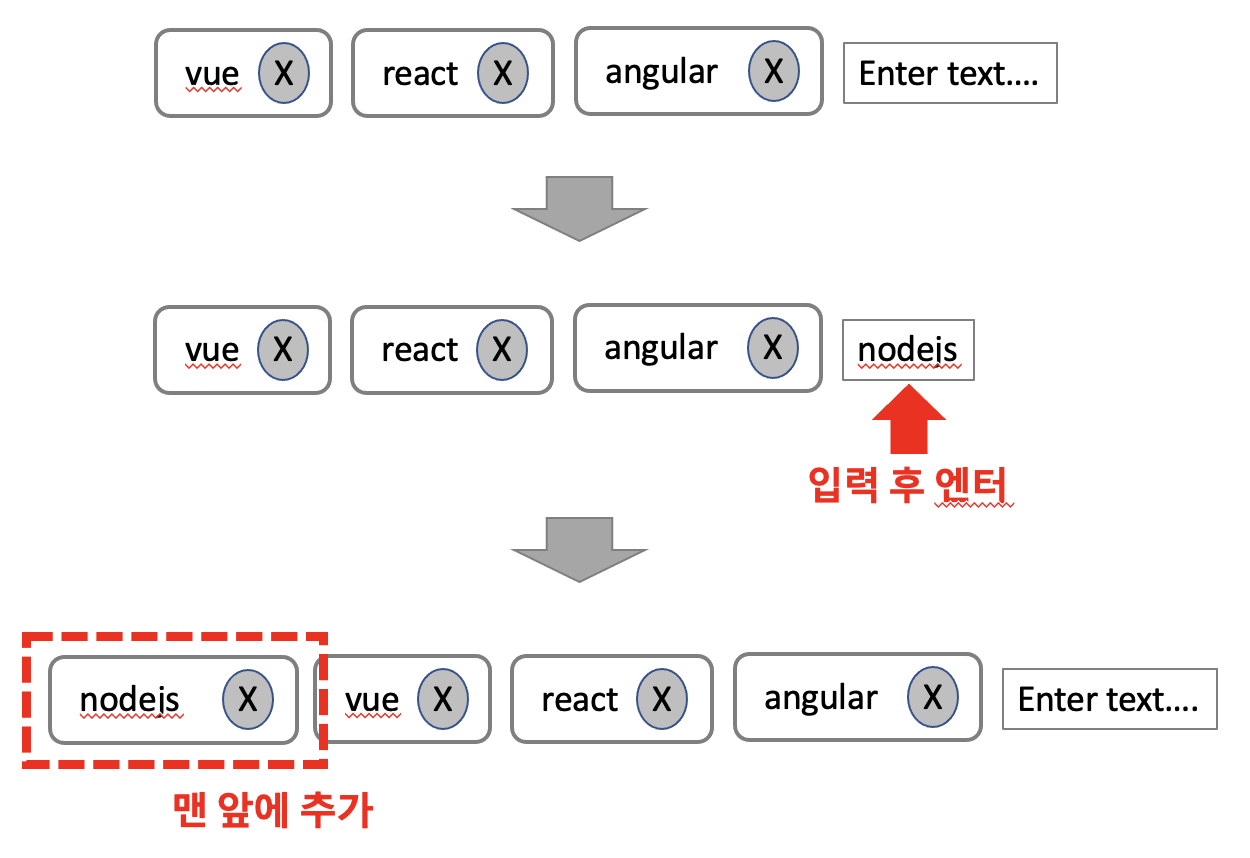 vue X react X angular X Enter text....
vue X react X angular X nodejs
입력 후 엔터
nodejs X vue X react X angular X Enter text....
맨 앞에 추가